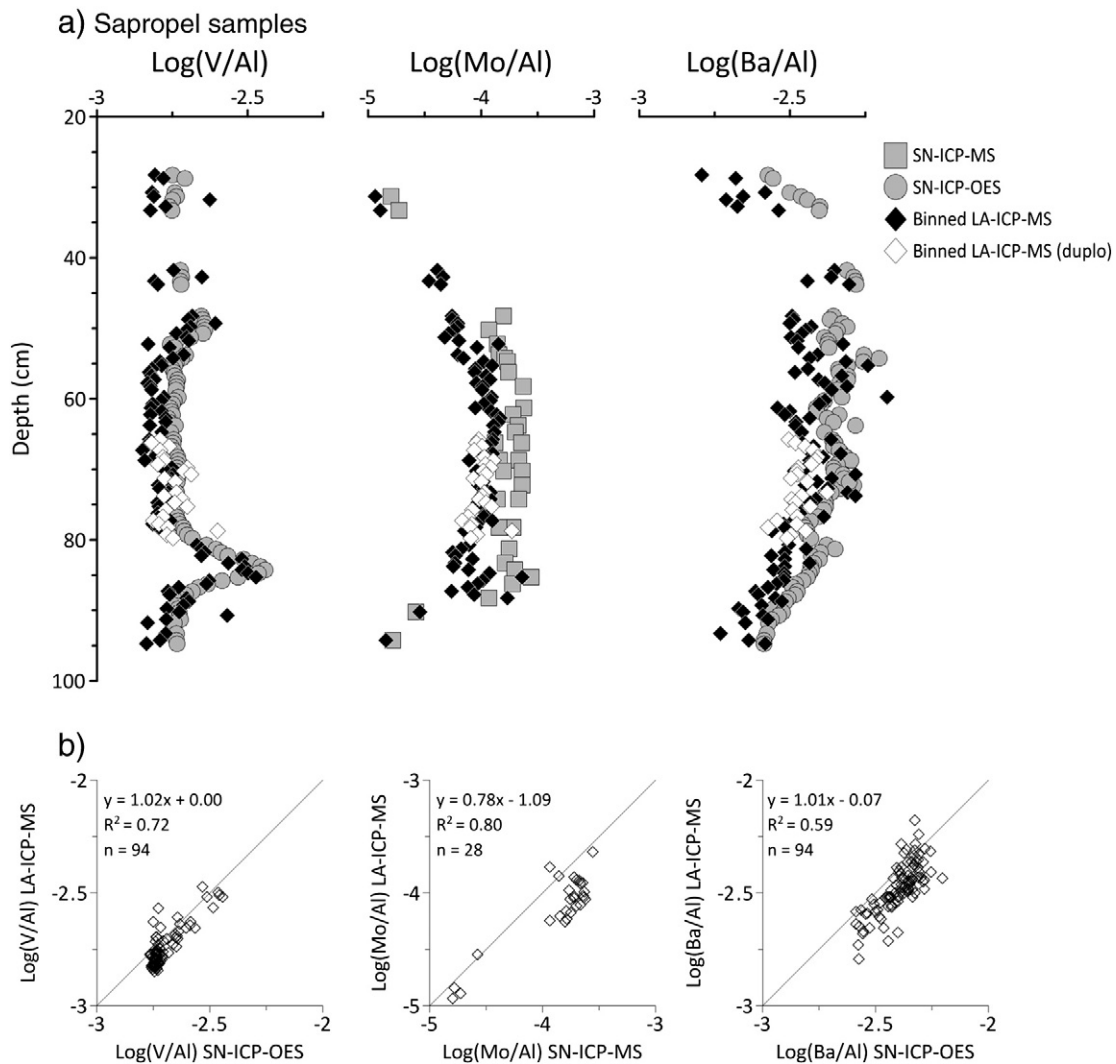 a) Sapropel samples
Log(V/Al) Log(Mo/Al) Log(Ba/Al)
-3 -2.5 -5 -4 -3 -2.5
20
40
60
80
100
Depth (cm)
SN-ICP-MS
SN-ICP-OES
Binned LA-ICP-MS
Binned LA-ICP-MS (duplo)
b)
-2
-2.5
-3
Log(V/Al) LA-ICP-MS
y = 1.02x + 0.00
R² = 0.72
n = 94
-3 -2.5 -2
Log(V/Al) SN-ICP-OES
-3
-4
-5
Log(Mo/Al) LA-ICP-MS
y = 0.78x - 1.09
R² = 0.80
n = 28
-5 -4 -3
Log(Mo/Al) SN-ICP-MS
-2
-2.5
-3
Log(Ba/Al) LA-ICP-MS
y = 1.01x - 0.07
R² = 0.59
n = 94
-3 -2.5 -2
Log(Ba/Al) SN-ICP-OES